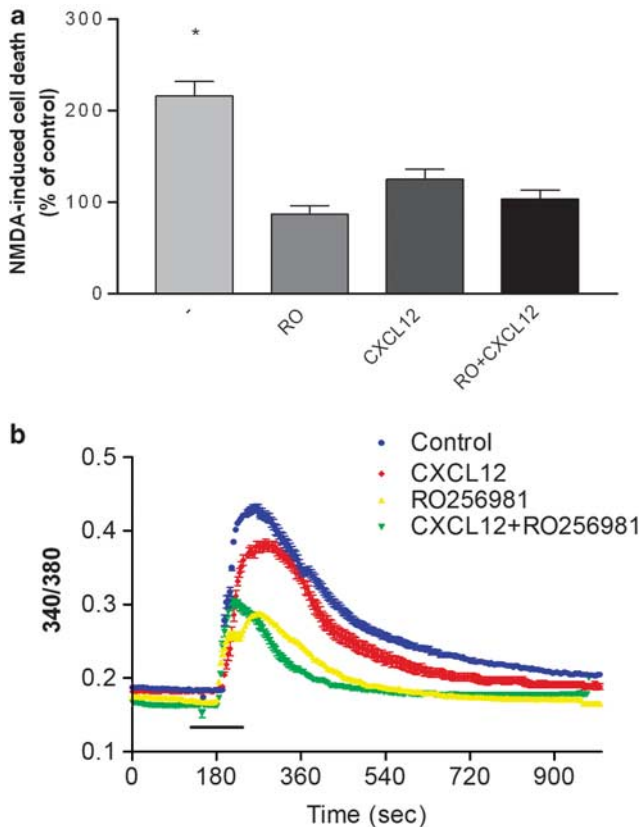 a
*
NMDA-induced cell death
(% of control)
300
200
100
0
-
RO
CXCL12
RO+CXCL12
b
Control
CXCL12
RO256981
CXCL12+RO256981
340/380
0.5
0.4
0.3
0.2
0.1
0 180 360 540 720 900
Time (sec)